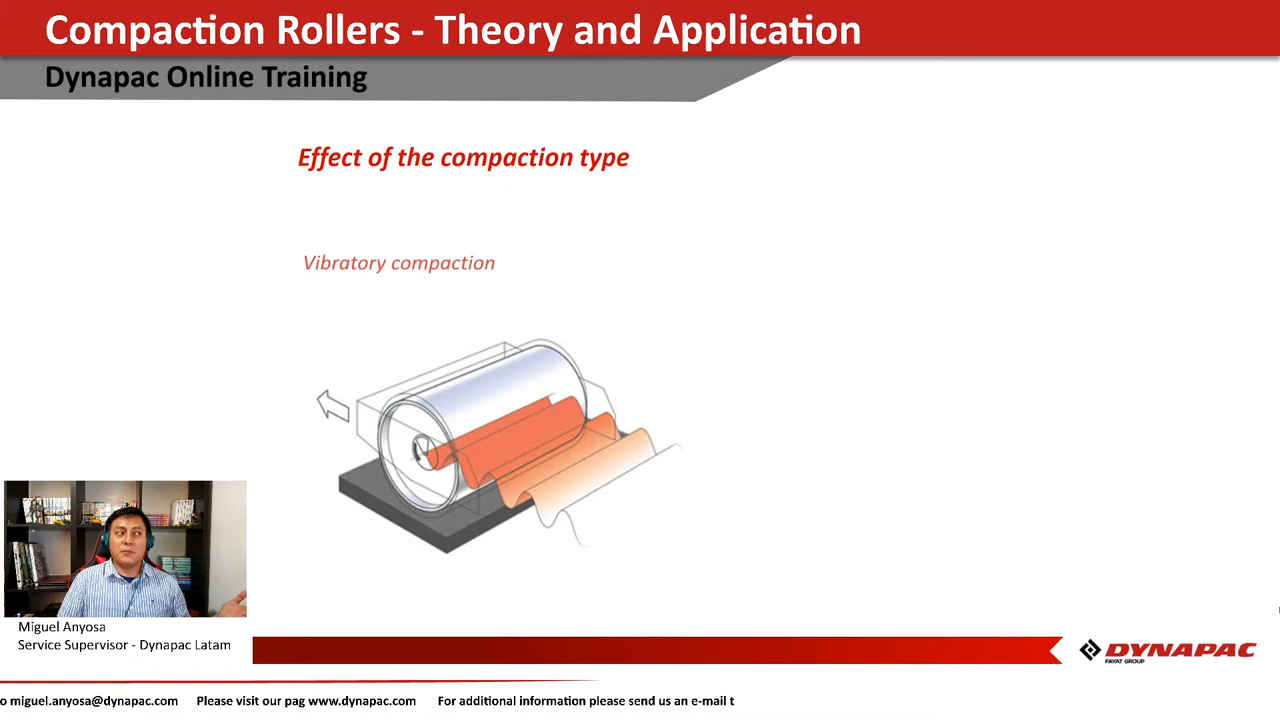 Compaction Rollers - Theory and Application
Dynapac Online Training
Effect of the compaction type
Vibratory compaction
Miguel Anyosa
Service Supervisor - Dynapac Latam
DYNAPAC
FAYAT GROUP
o miguel.anyosa@dynapac.com Please visit our pag www.dynapac.com For additional information please send us an e-mail t